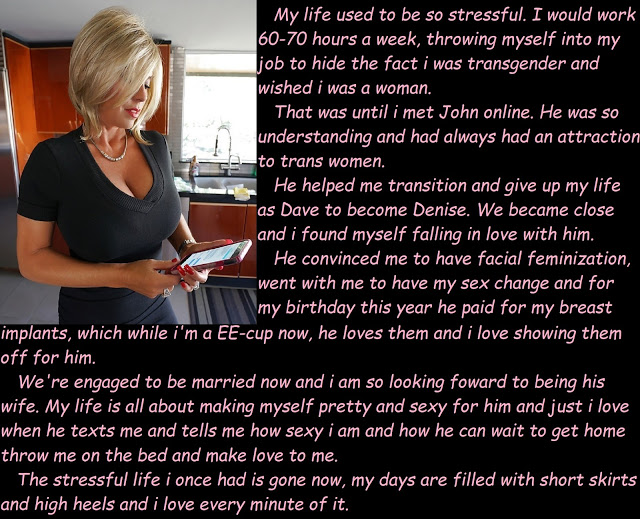 My life used to be so stressful. I would work
60-70 hours a week, throwing myself into my
job to hide the fact i was transgender and
wished i was a woman.
That was until i met John online. He was so
understanding and had always had an attraction
to trans women.
He helped me transition and give up my life
as Dave to become Denise. We became close
and i found myself falling in love with him.
He convinced me to have facial feminization,
went with me to have my sex change and for
my birthday this year he paid for my breast
implants, which while i'm a EE-cup now, he loves them and i love showing them
off for him.
We're engaged to be married now and i am so looking foward to being his
wife. My life is all about making myself pretty and sexy for him and just i love
when he texts me and tells me how sexy i am and how he can wait to get home
throw me on the bed and make love to me.
The stressful life i once had is gone now, my days are filled with short skirts
and high heels and i love every minute of it.